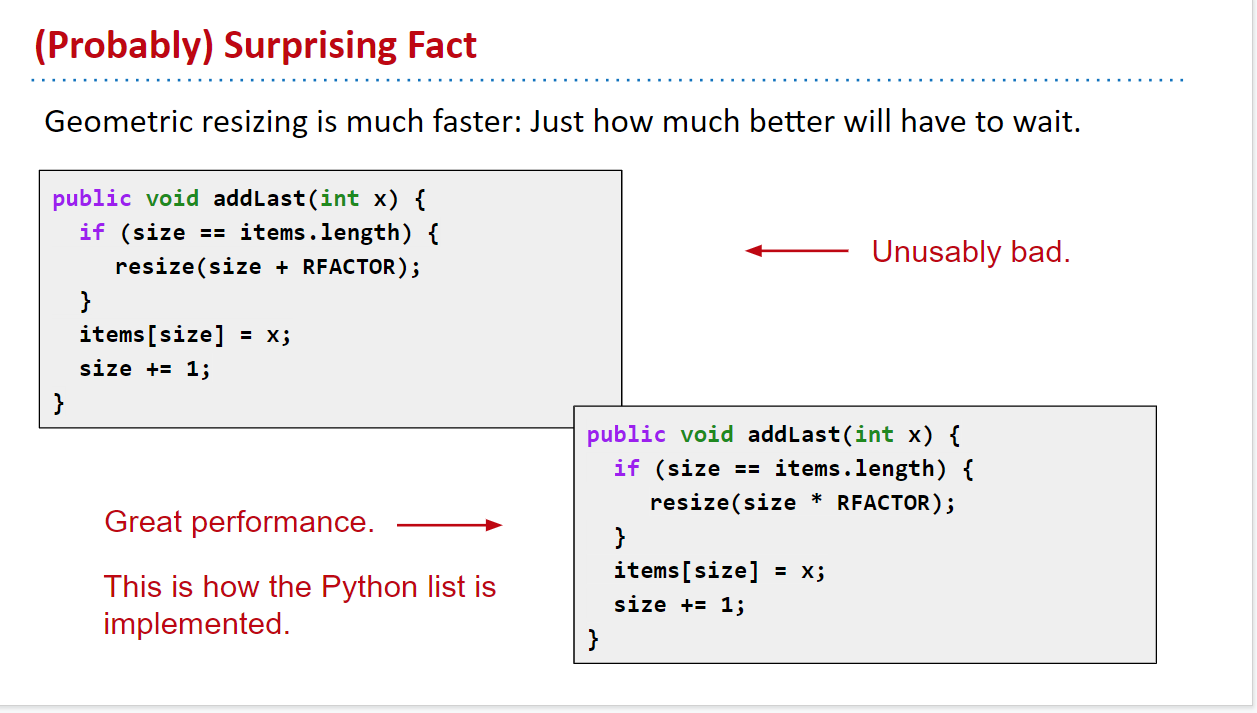 (Probably) Surprising Fact
Geometric resizing is much faster: Just how much better will have to wait.
public void addLast(int x) {
  if (size == items.length) {
    resize(size + RFACTOR);
  }
  items[size] = x;
  size += 1;
}
Unusably bad.
Great performance.
This is how the Python list is
implemented.
public void addLast(int x) {
  if (size == items.length) {
    resize(size * RFACTOR);
  }
  items[size] = x;
  size += 1;
}